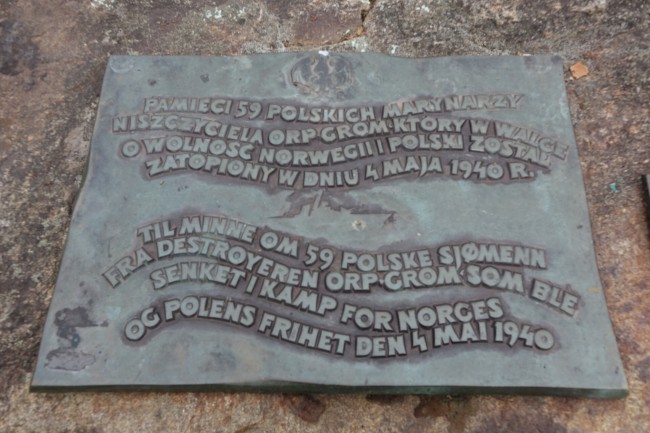 PAMIĘCI 59 POLSKICH MARYNARZY
NISZCZYCIELA ORP GROM·KTÓRY W WALCE
O WOLNOŚĆ NORWEGII I POLSKI ZOSTAŁ
ZATOPIONY W DNIU 4 MAJA 1940 R.
TIL MINNE OM 59 POLSKE SJØMENN
FRA DESTROYEREN ORP·GROM·SOM BLE
SENKET I KAMP FOR NORGES
OG POLENS FRIHET DEN 4 MAI 1940